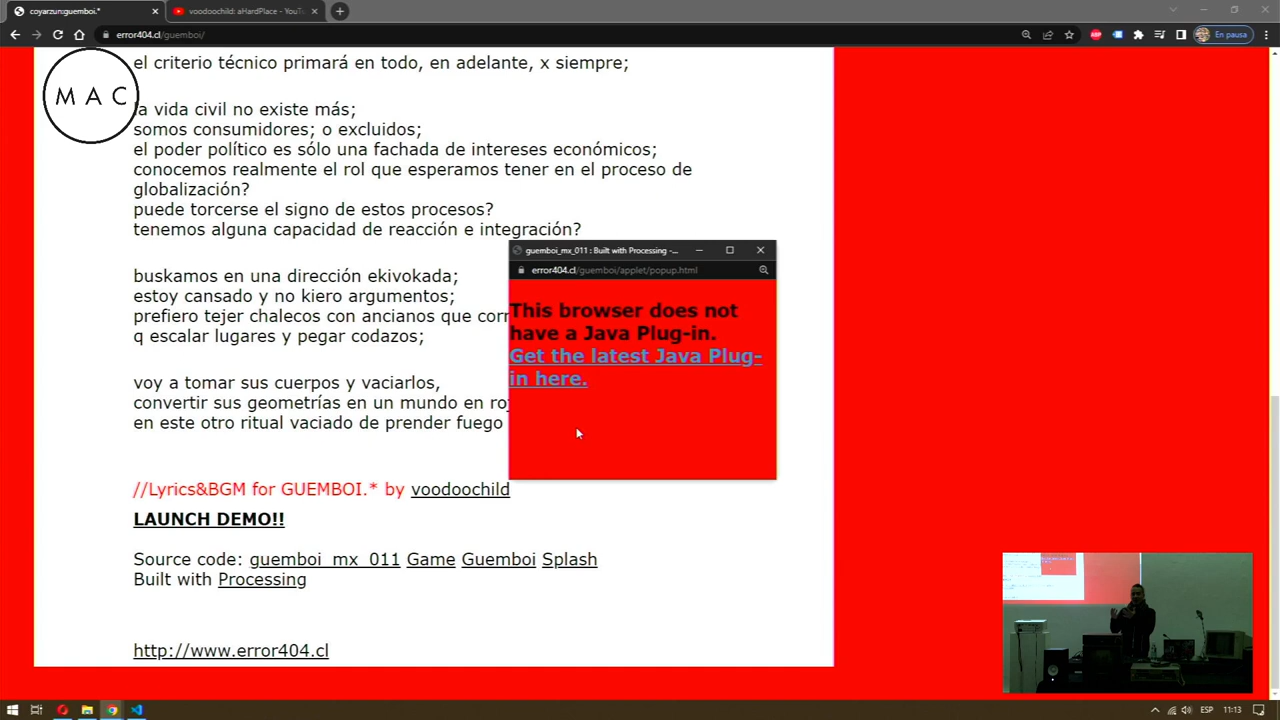 coyarzun:guemboi.*
voodoochild: aHardPlace - YouTu
error404.cl/guemboi/
En pausa
M A C
el criterio técnico primará en todo, en adelante, x siempre;
la vida civil no existe más;
somos consumidores; o excluidos;
el poder político es sólo una fachada de intereses económicos;
conocemos realmente el rol que esperamos tener en el proceso de
globalización?
puede torcerse el signo de estos procesos?
tenemos alguna capacidad de reacción e integración?
buskamos en una dirección ekivokada;
estoy cansado y no kiero argumentos;
prefiero tejer chalecos con ancianos que corr
q escalar lugares y pegar codazos;
voy a tomar sus cuerpos y vaciarlos,
convertir sus geometrías en un mundo en roj
en este otro ritual vaciado de prender fuego
guemboi_mx_011 : Built with Processing -...
error404.cl/guemboi/applet/popup.html
This browser does not
have a Java Plug-in.
Get the latest Java Plug-
in here.
//Lyrics&BGM for GUEMBOI.* by voodoochild
LAUNCH DEMO!!
Source code: guemboi_mx_011 Game Guemboi Splash
Built with Processing
http://www.error404.cl
ESP
11:13